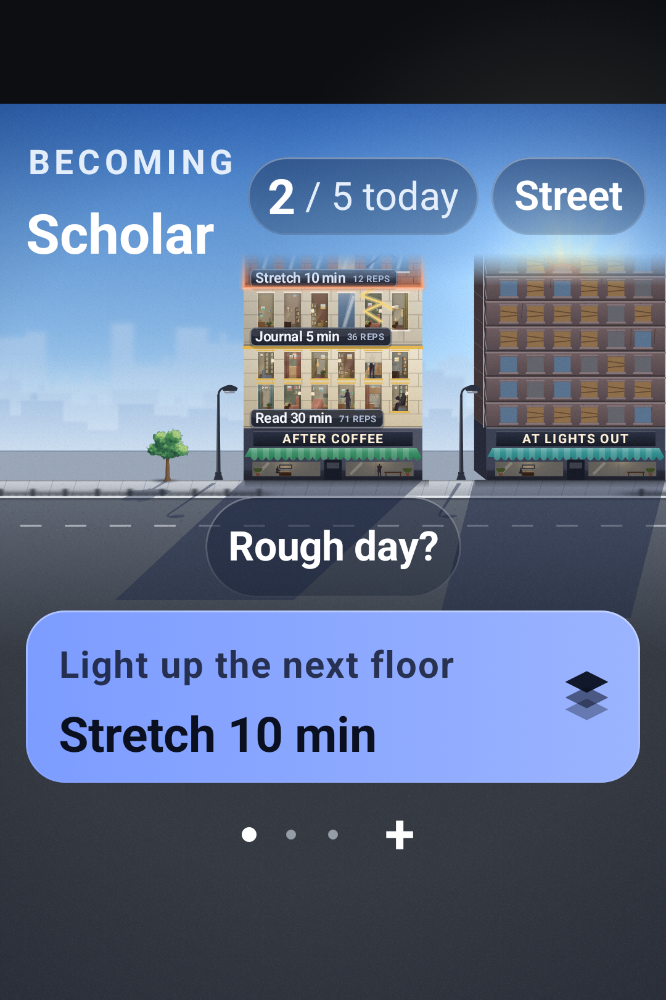 BECOMING
Scholar
2 / 5 today
Street
Stretch 10 min 12 REPS
Journal 5 min 36 REPS
Read 30 min 71 REPS
AFTER COFFEE
AT LIGHTS OUT
Rough day?
Light up the next floor
Stretch 10 min